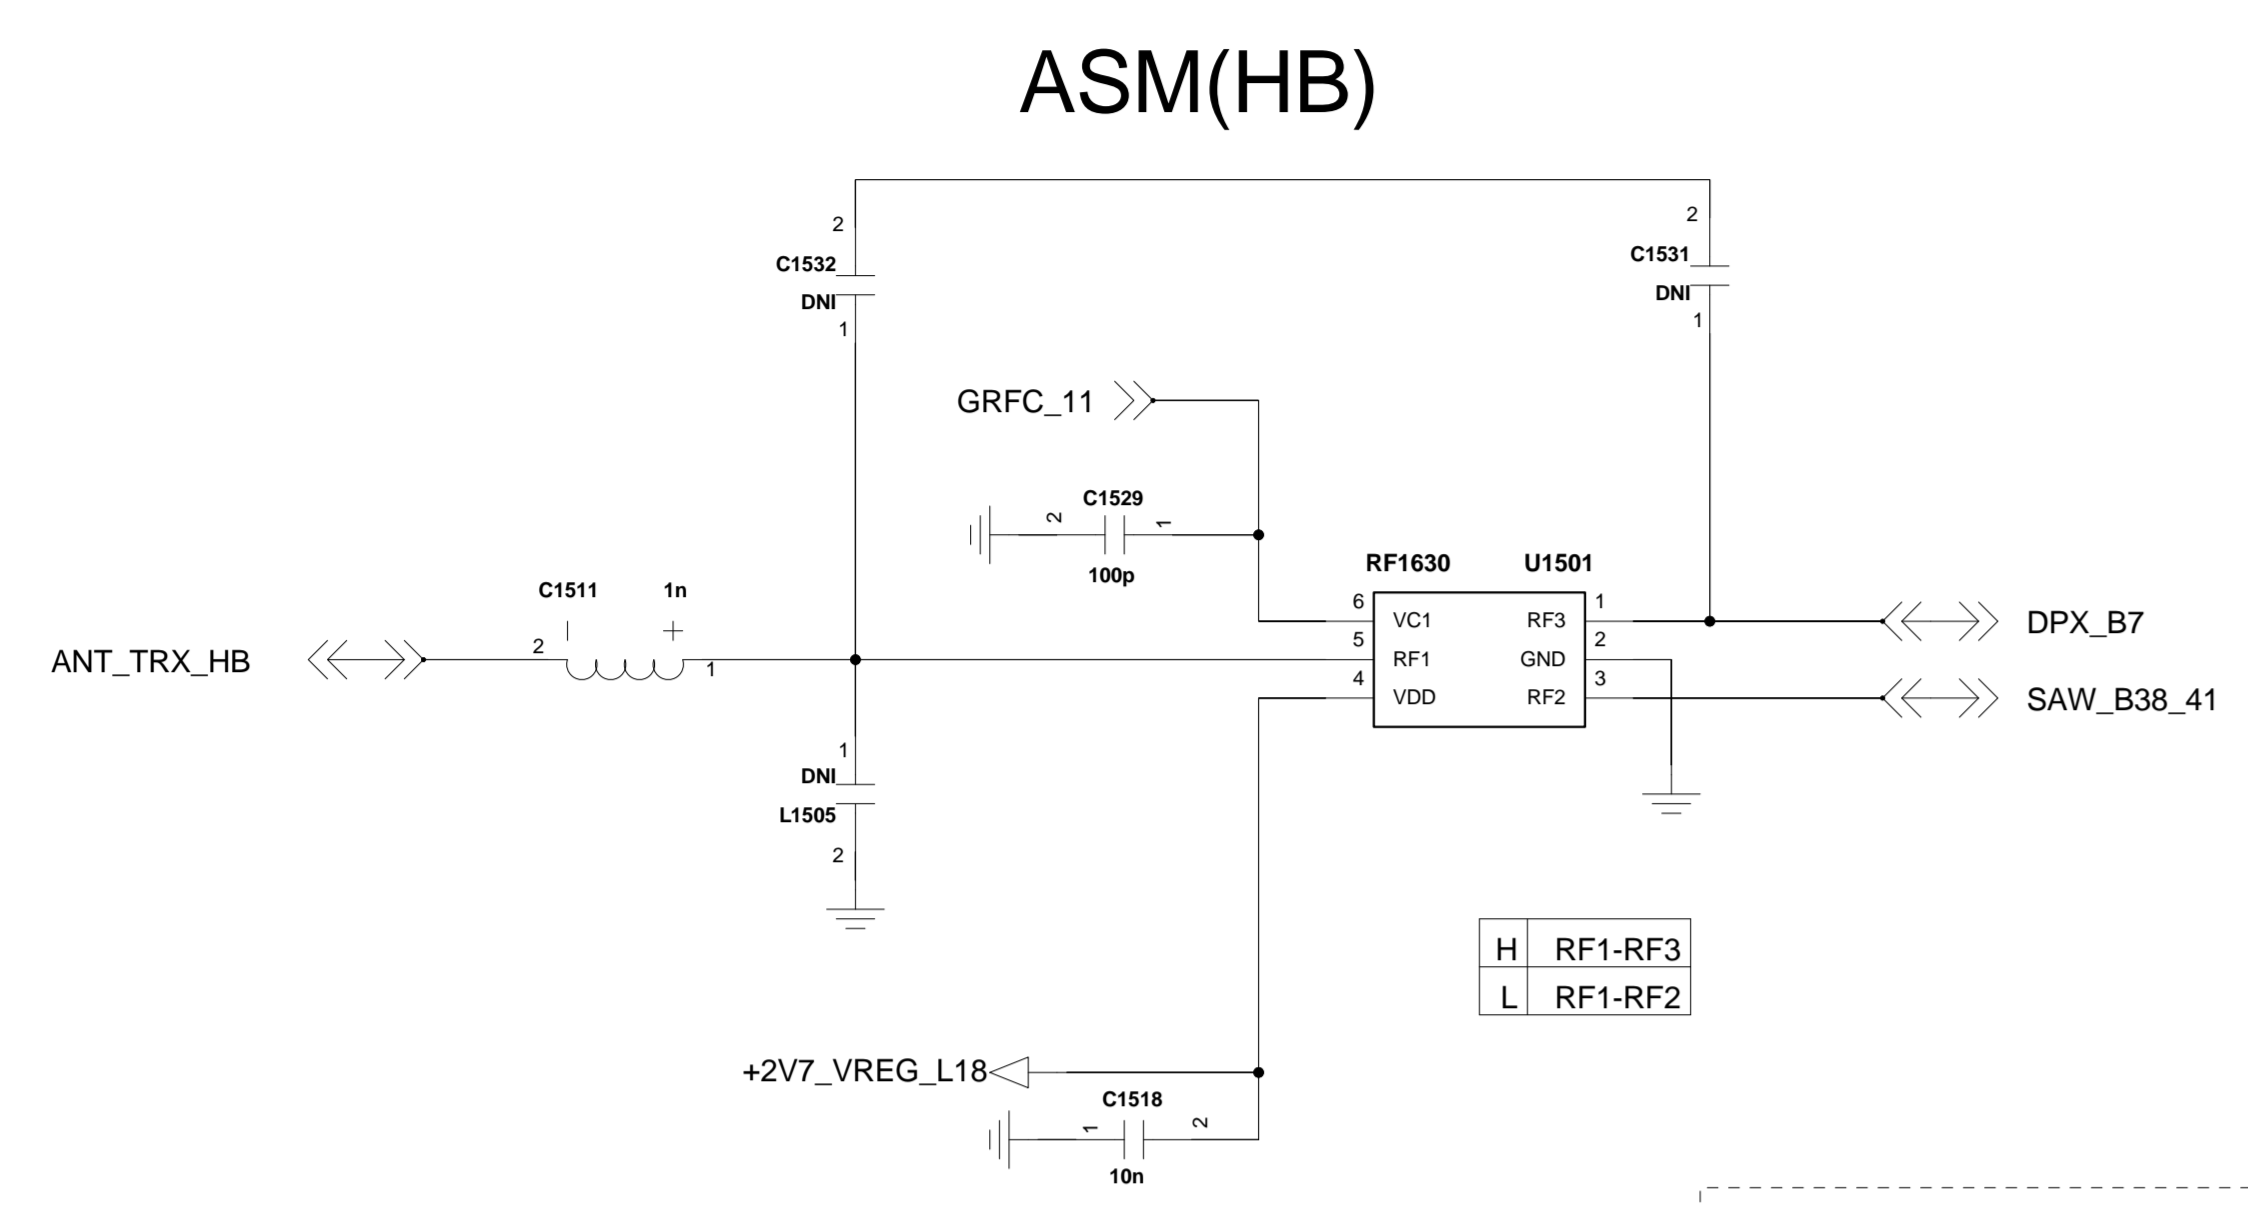 ASM(HB)
2
2
C1532
C1531
DNI
DNI
1
1
GRFC_11
C1529
2
1
100p
RF1630 U1501
C1511 1n
6 VC1 RF3 1
ANT_TRX_HB
2
1
5 RF1 GND 2
4 VDD RF2 3
DPX_B7
SAW_B38_41
1
DNI
L1505
2
H RF1-RF3
L RF1-RF2
+2V7_VREG_L18
C1518
1
2
10n